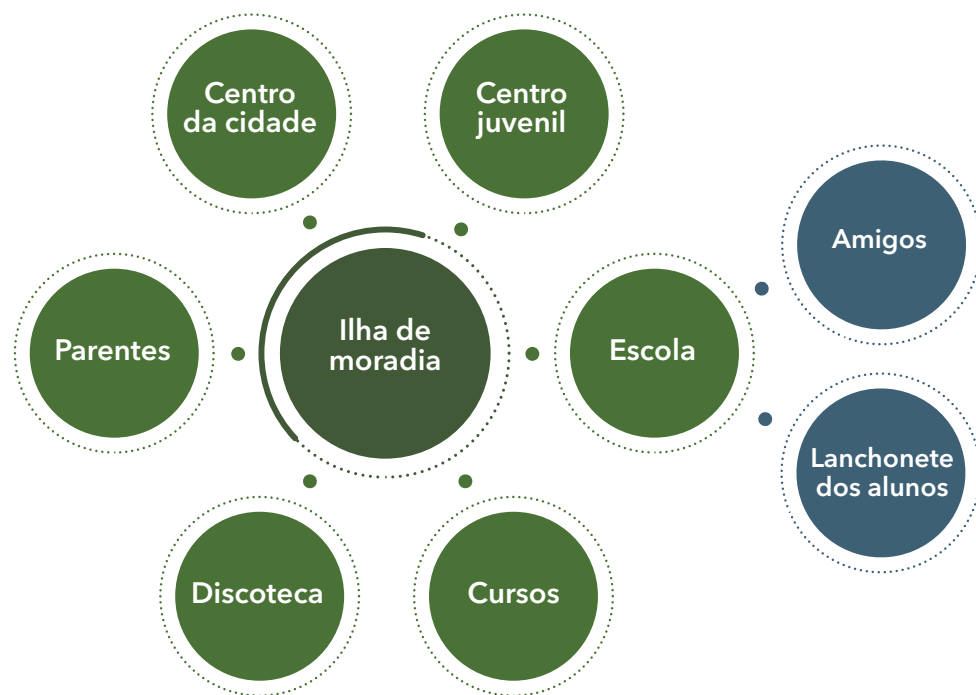 Centro
da cidade
Centro
juvenil
Amigos
Parentes
Ilha de
moradia
Escola
Lanchonete
dos alunos
Discoteca
Cursos